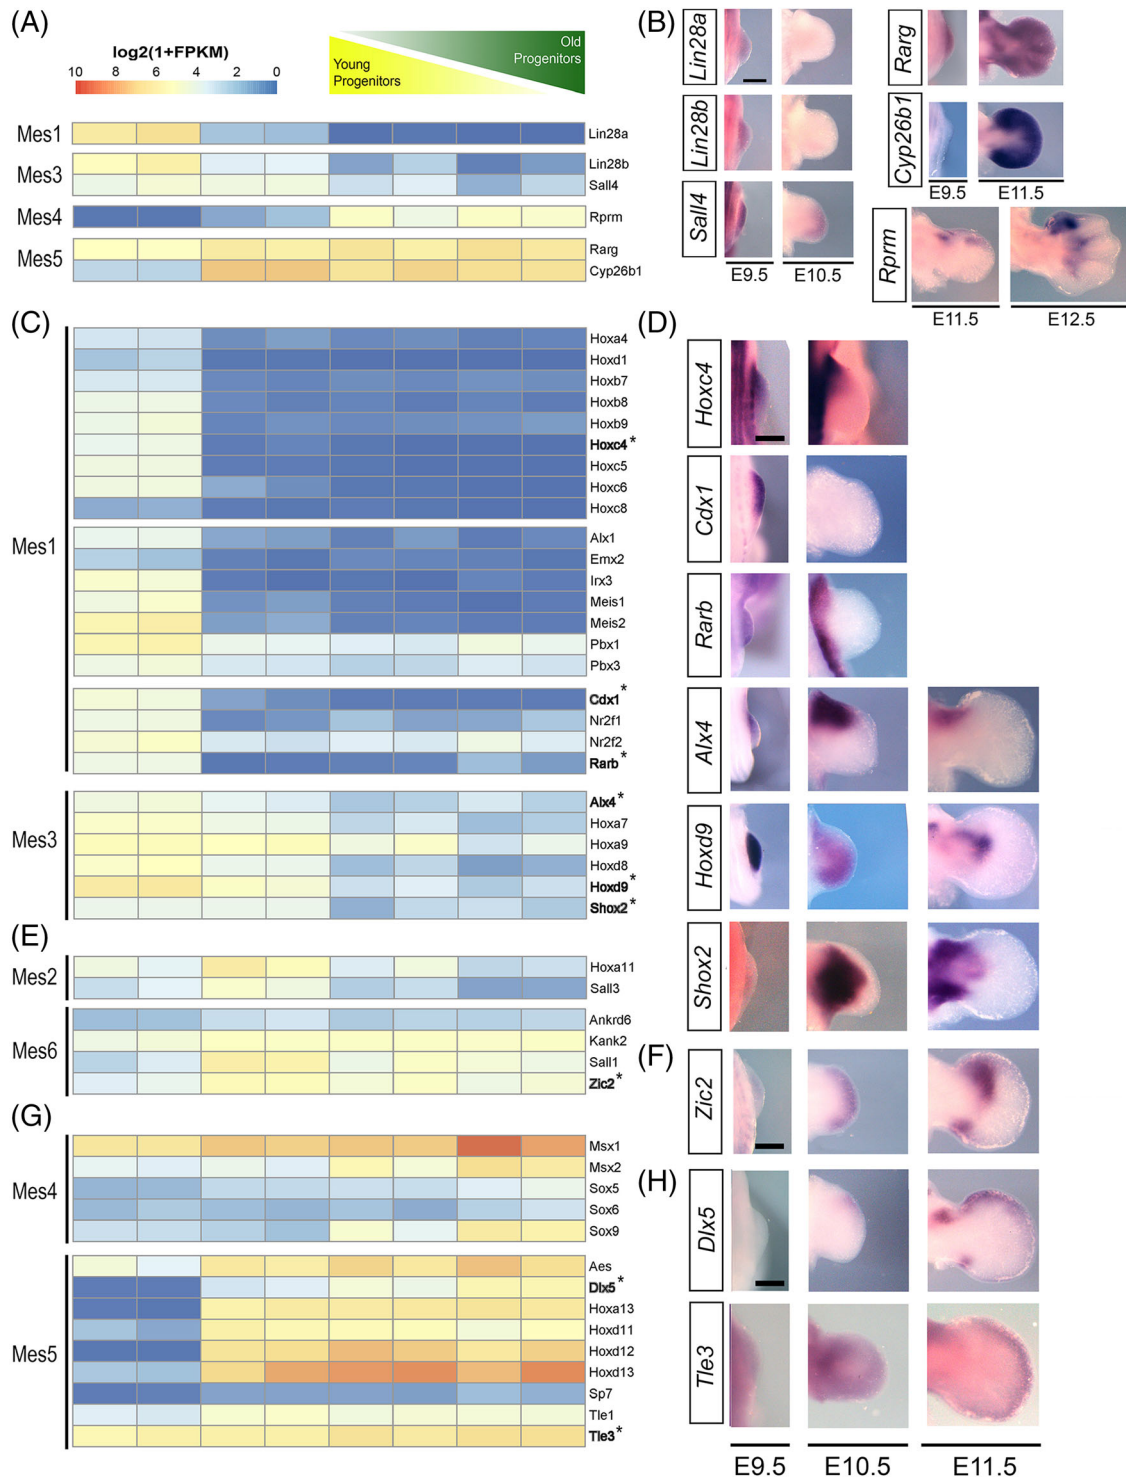 (A)
log2(1+FPKM)
10 8 6 4 2 0
Young
Progenitors
Old
Progenitors
Mes1
Lin28a
Mes3
Lin28b
Sall4
Mes4
Rprm
Mes5
Rarg
Cyp26b1
(B)
Lin28a
Lin28b
Sall4
E9.5 E10.5
Rarg
Cyp26b1
E9.5 E11.5
Rprm
E11.5 E12.5
(C)
Mes1
Hoxa4
Hoxd1
Hoxb7
Hoxb8
Hoxb9
Hoxc4 *
Hoxc5
Hoxc6
Hoxc8
Alx1
Emx2
Irx3
Meis1
Meis2
Pbx1
Pbx3
Cdx1 *
Nr2f1
Nr2f2
Rarb *
Mes3
Alx4 *
Hoxa7
Hoxa9
Hoxd8
Hoxd9 *
Shox2 *
(D)
Hoxc4
Cdx1
Rarb
Alx4
Hoxd9
Shox2
(E)
Mes2
Hoxa11
Sall3
Mes6
Ankrd6
Kank2
Sall1
Zic2 *
(F)
Zic2
(G)
Mes4
Msx1
Msx2
Sox5
Sox6
Sox9
Mes5
Aes
Dlx5 *
Hoxa13
Hoxd11
Hoxd12
Hoxd13
Sp7
Tle1
Tle3 *
(H)
Dlx5
Tle3
E9.5 E10.5 E11.5